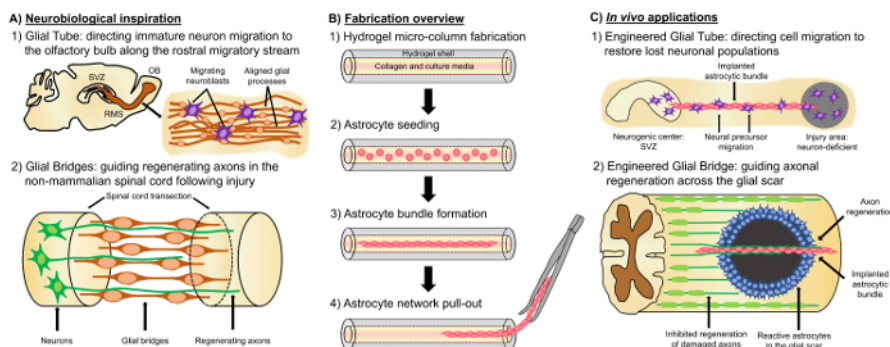 A) Neurobiological inspiration
1) Glial Tube: directing immature neuron migration to
the olfactory bulb along the rostral migratory stream
SVZ
OB
RMS
Migrating
neuroblasts
Aligned glial
processes
2) Glial Bridges: guiding regenerating axons in the
non-mammalian spinal cord following injury
Spinal cord transection
Neurons
Glial bridges
Regenerating axons
B) Fabrication overview
1) Hydrogel micro-column fabrication
Hydrogel shell
Collagen and culture media
2) Astrocyte seeding
3) Astrocyte bundle formation
4) Astrocyte network pull-out
C) In vivo applications
1) Engineered Glial Tube: directing cell migration to
restore lost neuronal populations
Implanted
astrocytic bundle
Neurogenic center:
SVZ
Neural precursor
migration
Injury area:
neuron-deficient
2) Engineered Glial Bridge: guiding axonal
regeneration across the glial scar
Axon
regeneration
Implanted
astrocytic
bundle
Inhibited regeneration
of damaged axons
Reactive astrocytes
in the glial scar